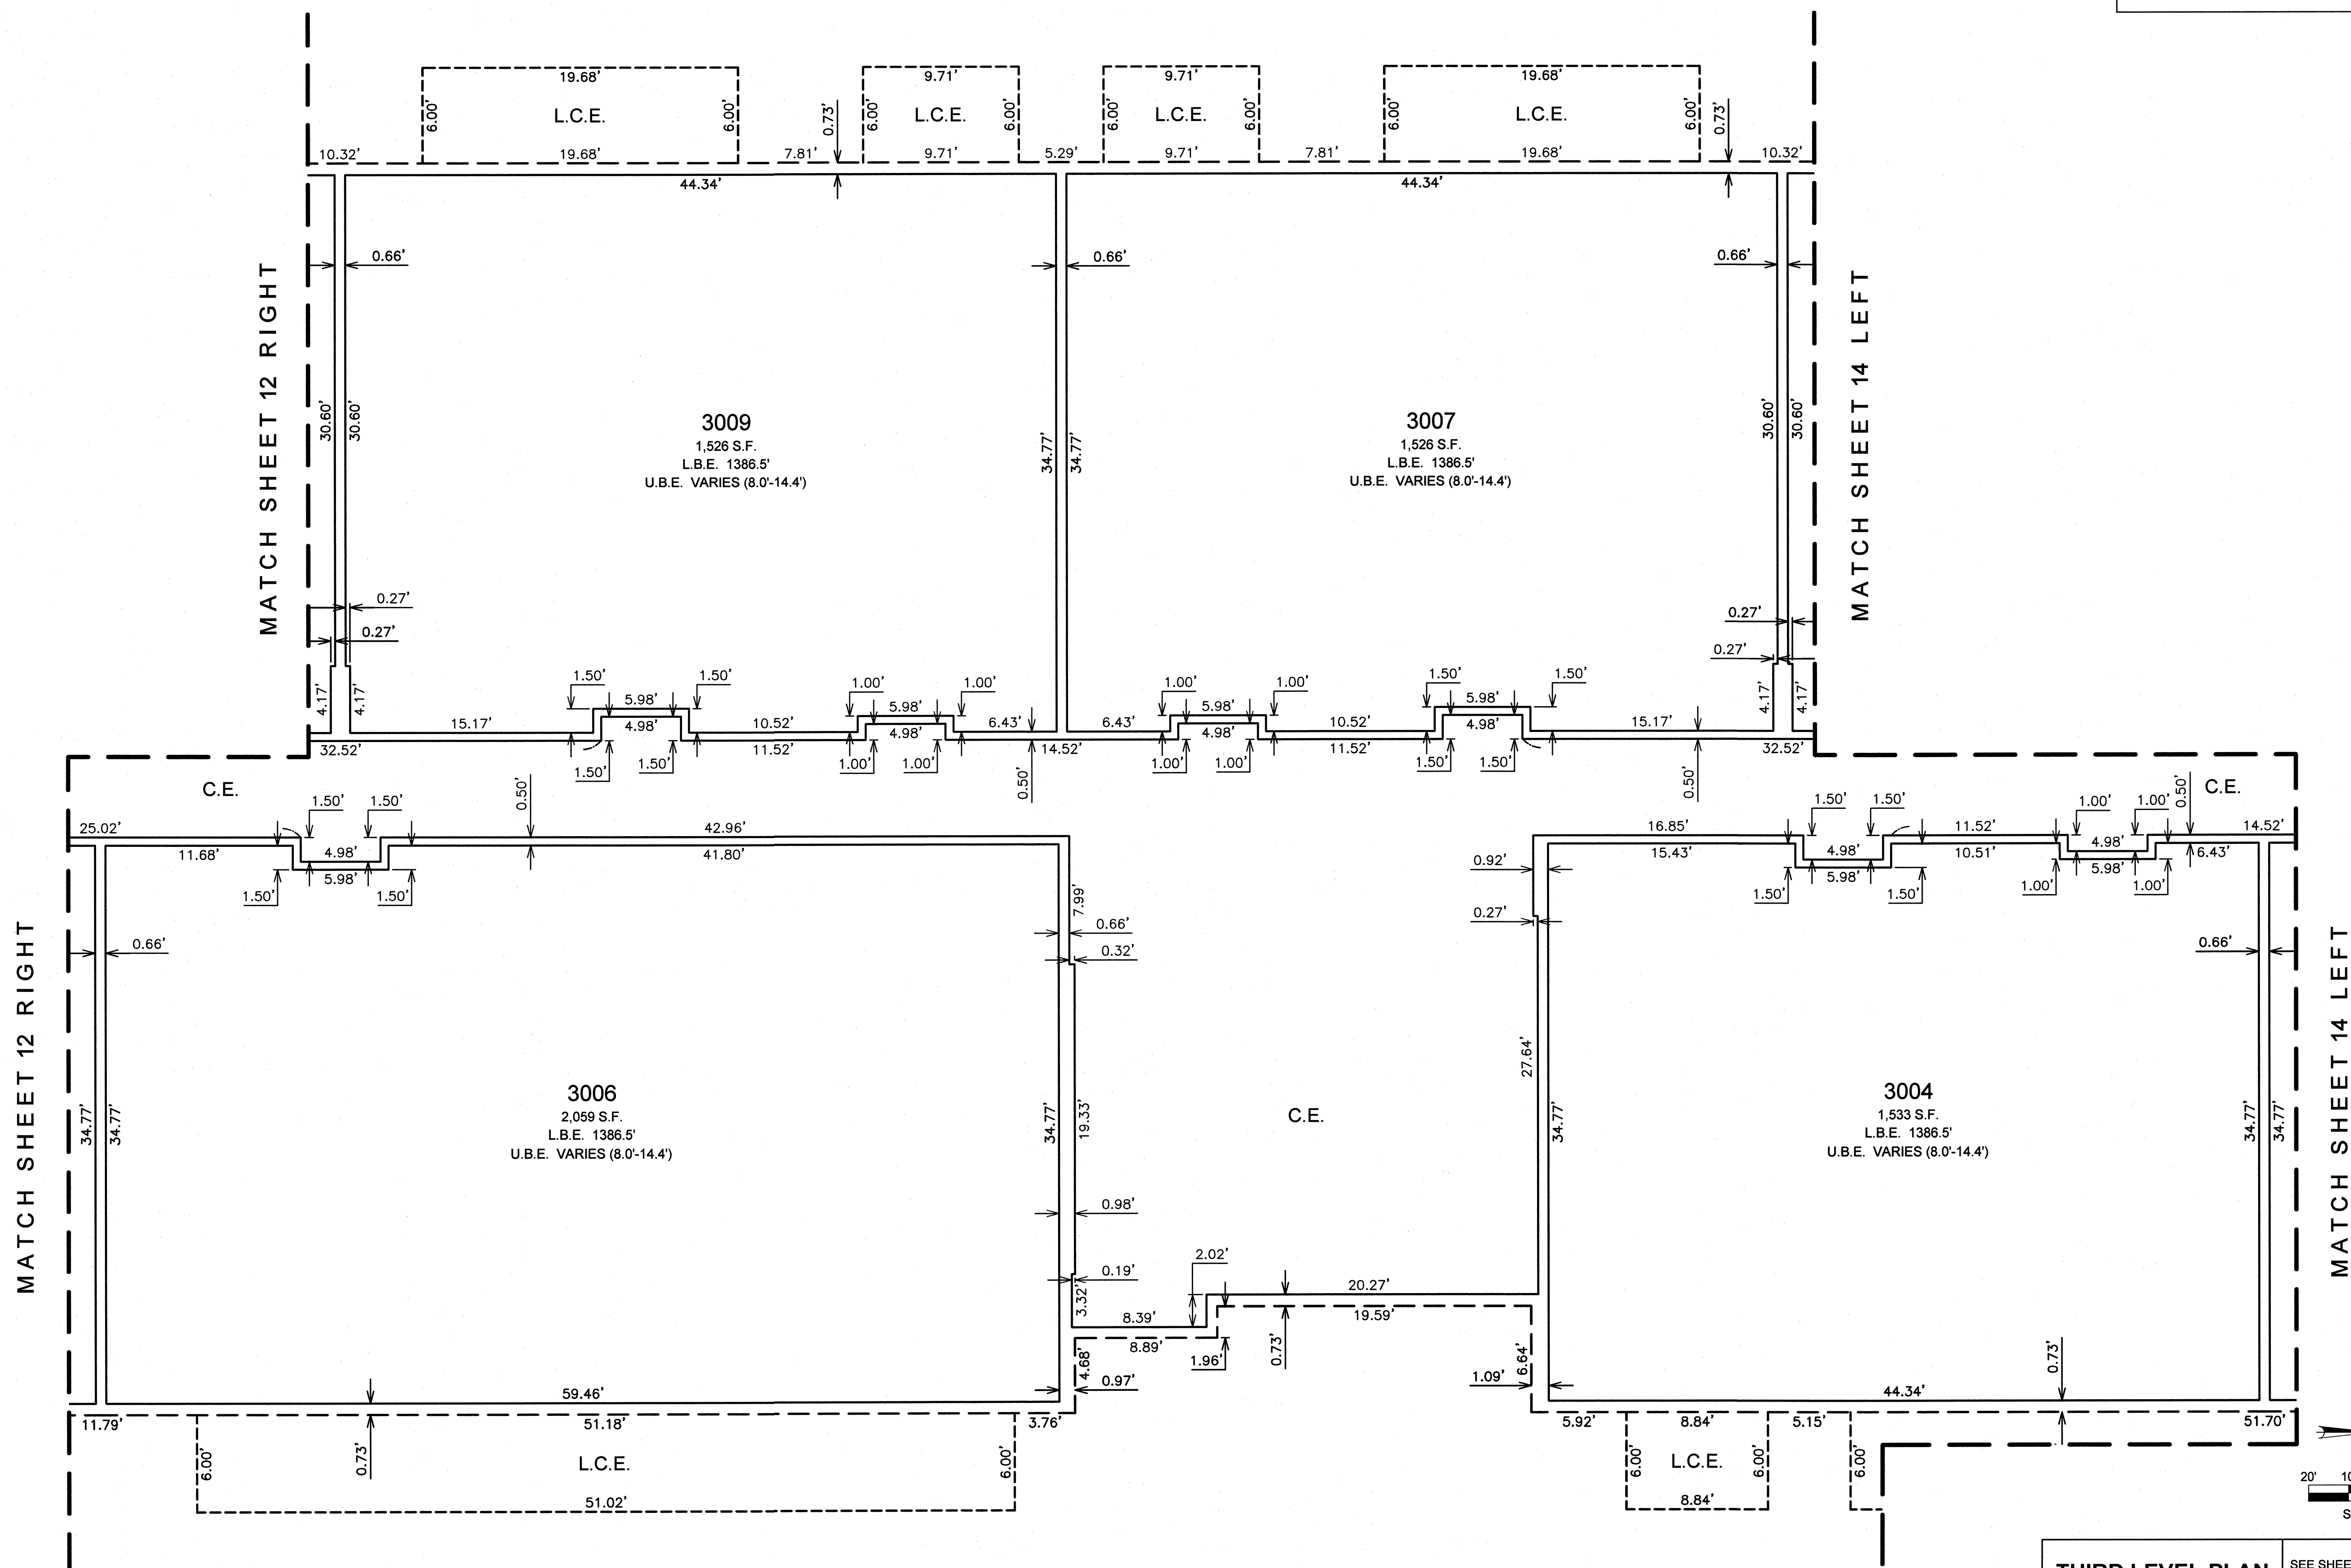 19.68' 9.71' 9.71' 19.68'
6.00' L.C.E. 6.00' 0.73' 6.00' L.C.E. 6.00' 6.00' L.C.E. 6.00' 6.00' L.C.E. 6.00' 0.73'
10.32' 19.68' 7.81' 9.71' 5.29' 9.71' 7.81' 19.68' 10.32'
44.34' 44.34'
0.66' 0.66' 0.66'
MATCH SHEET 12 RIGHT
MATCH SHEET 14 LEFT
30.60' 30.60' 34.77' 34.77' 30.60' 30.60'
3009
1,526 S.F.
L.B.E. 1386.5'
U.B.E. VARIES (8.0'-14.4')
3007
1,526 S.F.
L.B.E. 1386.5'
U.B.E. VARIES (8.0'-14.4')
0.27' 0.27'
0.27' 0.27'
4.17' 4.17' 4.17' 4.17'
1.50' 5.98' 1.50' 1.00' 5.98' 1.00' 1.00' 5.98' 1.00' 1.50' 5.98' 1.50'
15.17' 4.98' 10.52' 4.98' 6.43' 6.43' 4.98' 10.52' 4.98' 15.17'
32.52' 11.52' 14.52' 11.52' 32.52'
1.50' 1.50' 1.00' 1.00' 0.50' 1.00' 1.00' 1.50' 1.50' 0.50'
C.E. C.E.
1.50' 1.50' 0.50' 1.50' 1.50' 1.00' 1.00' 0.50'
25.02' 42.96' 16.85' 11.52' 14.52'
11.68' 4.98' 41.80' 15.43' 4.98' 10.51' 4.98' 6.43'
5.98' 5.98' 5.98'
1.50' 1.50' 1.50' 1.50' 1.00' 1.00'
7.99' 0.92'
0.66' 0.66' 0.27' 0.66'
0.32'
MATCH SHEET 12 RIGHT
MATCH SHEET 14 LEFT
34.77' 34.77' 34.77' 19.33' 27.64' 34.77' 34.77' 34.77'
3006
2,059 S.F.
L.B.E. 1386.5'
U.B.E. VARIES (8.0'-14.4')
C.E.
3004
1,533 S.F.
L.B.E. 1386.5'
U.B.E. VARIES (8.0'-14.4')
0.98'
2.02'
0.19' 20.27'
3.32' 8.39' 19.59'
8.89' 1.96' 0.73' 6.64' 0.73'
4.68' 0.97' 1.09'
59.46' 44.34'
11.79' 51.18' 3.76' 5.92' 8.84' 5.15' 51.70'
6.00' 0.73' L.C.E. 6.00' 6.00' L.C.E. 6.00' 6.00'
51.02' 8.84'
20'
THIRD LEVEL PLAN